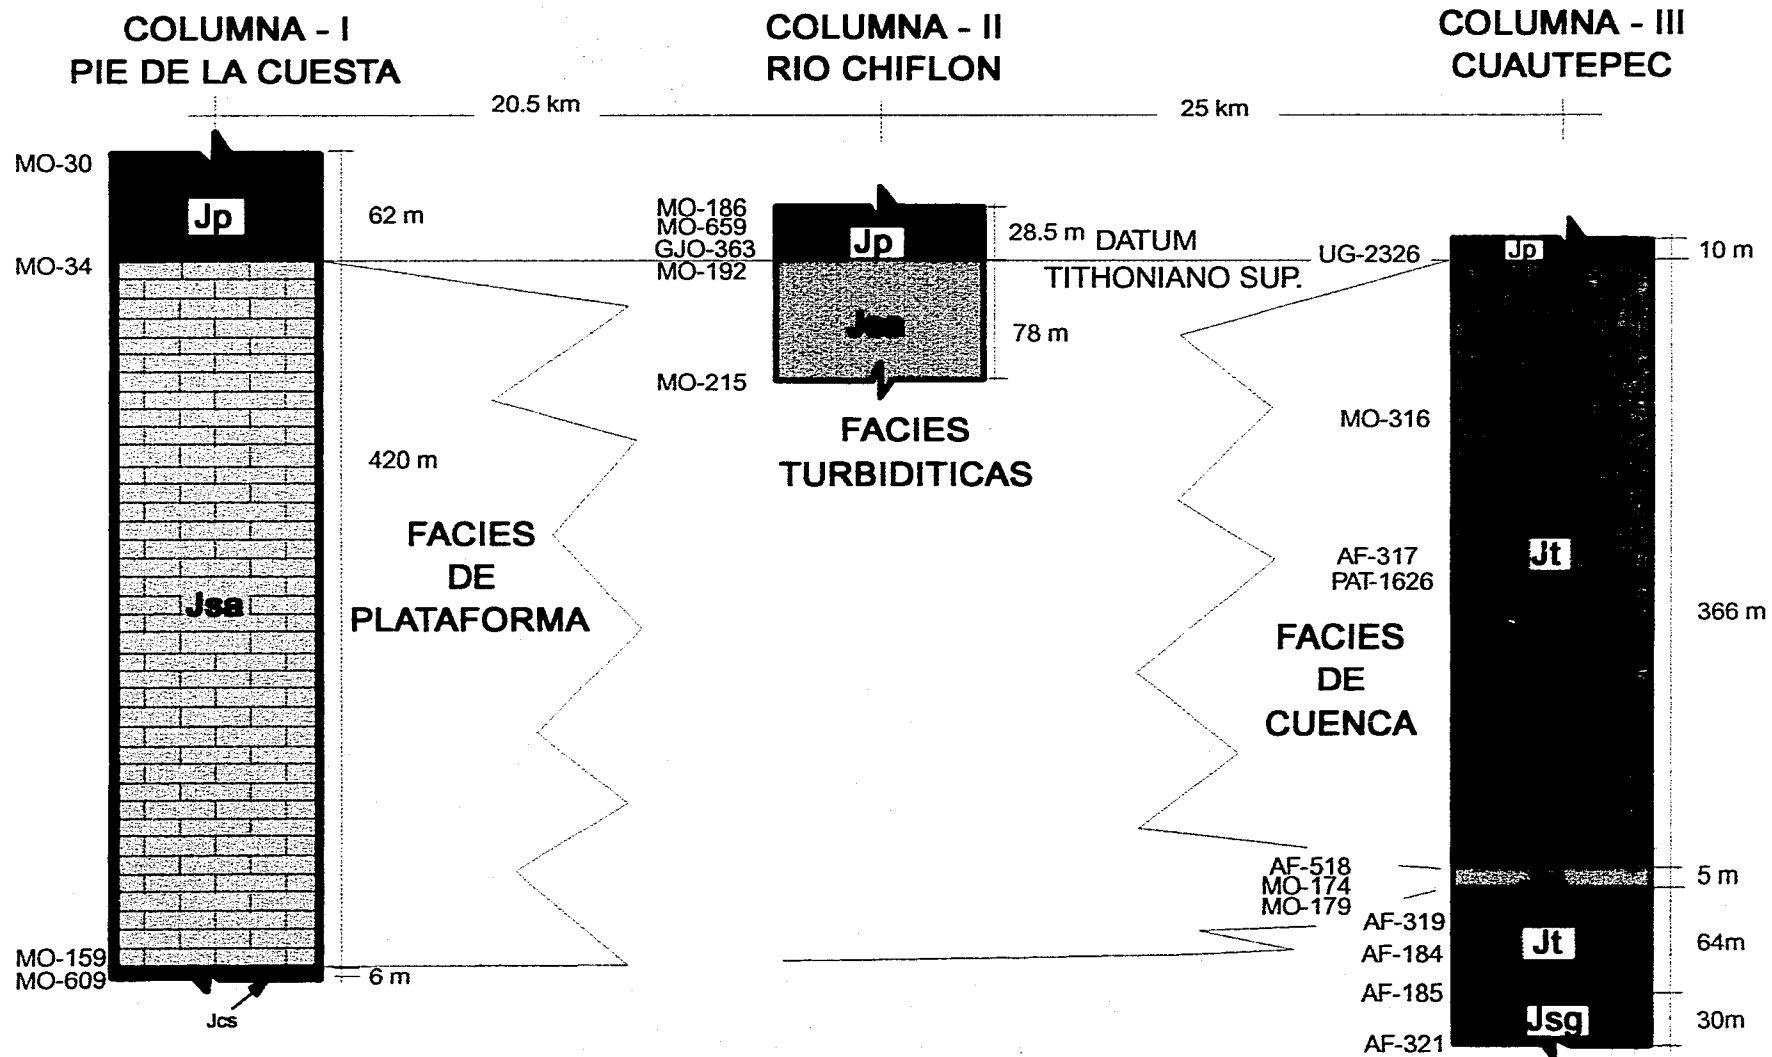 COLUMNA - I
PIE DE LA CUESTA
COLUMNA - II
RIO CHIFLON
COLUMNA - III
CUAUTEPEC
20.5 km
25 km
MO-30
Jp
62 m
MO-34
420 m
FACIES
DE
PLATAFORMA
Jsa
MO-159
MO-609
6 m
Jcs
MO-186
MO-659
GJO-363
MO-192
Jp
28.5 m
DATUM
TITHONIANO SUP.
78 m
MO-215
FACIES
TURBIDITICAS
UG-2326
Jp
10 m
MO-316
AF-317
PAT-1626
Jt
366 m
FACIES
DE
CUENCA
AF-518
MO-174
MO-179
5 m
AF-319
AF-184
Jt
64m
AF-185
Jsg
30m
AF-321